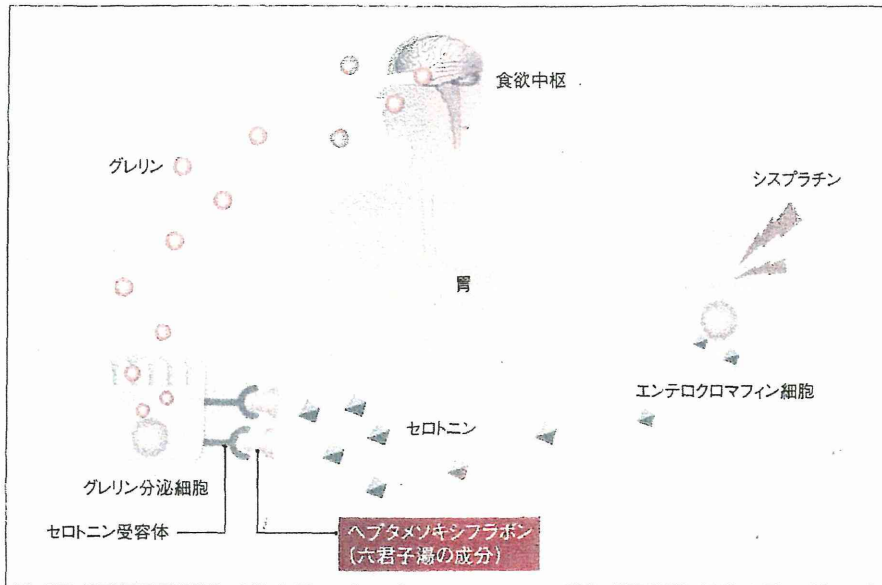 食欲中枢
グレリン
シスプラチン
胃
エンテロクロマフィン細胞
セロトニン
グレリン分泌細胞
セロトニン受容体
ヘプタメソキシフラボン
(六君子湯の成分)